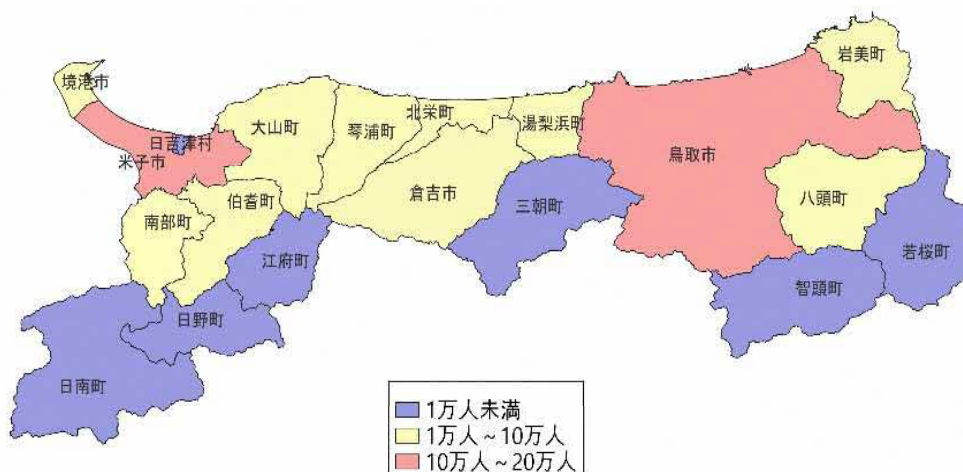 岩美町
境港市
北栄町
大山町
琴浦町
湯梨浜町
日吉津村
鳥取市
米子市
倉吉市
八頭町
伯耆町
三朝町
南部町
若桜町
江府町
智頭町
日野町
日南町
1万人未満
1万人～10万人
10万人～20万人